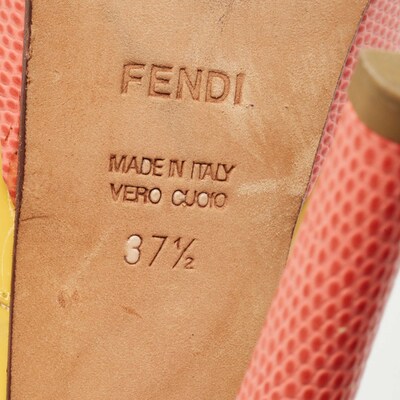 FENDI
MADE IN ITALY
VERO CUOIO
37½